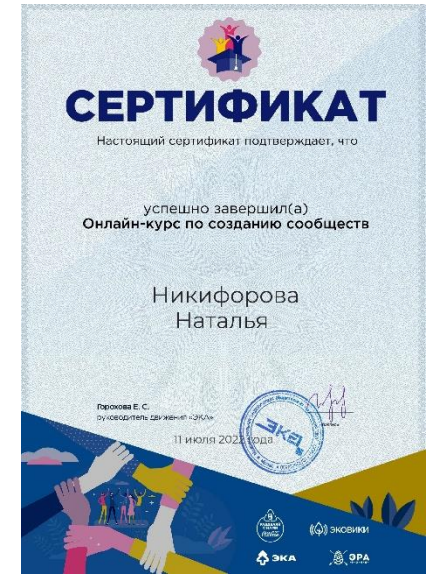 СЕРТИФИКАТ
Настоящий сертификат подтверждает, что
успешно завершил(а)
Онлайн-курс по созданию сообществ
Никифорова
Наталья
Горохова Е. С.
руководитель движения «ЭКА»
11 июля 2022 года
ЭКА
ЭКОВИКИ
ЭКА
ЭРА